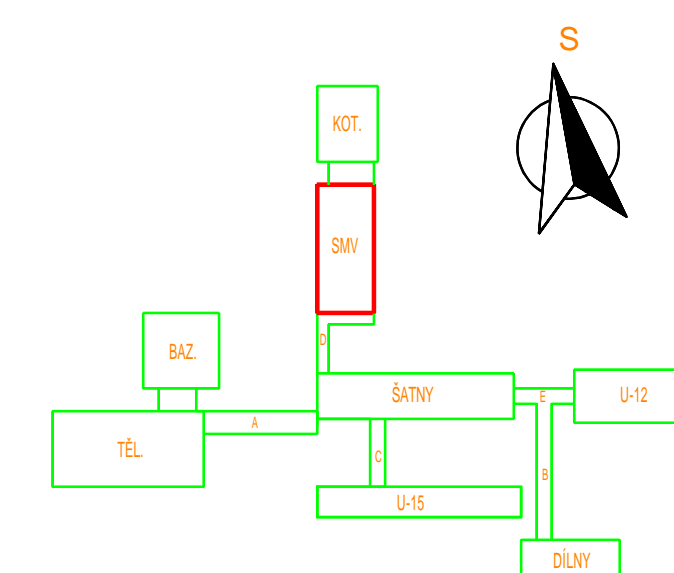 S
KOT.
SMV
D
BAZ.
ŠATNY
E
U-12
A
TĚL.
C
B
U-15
DÍLNY